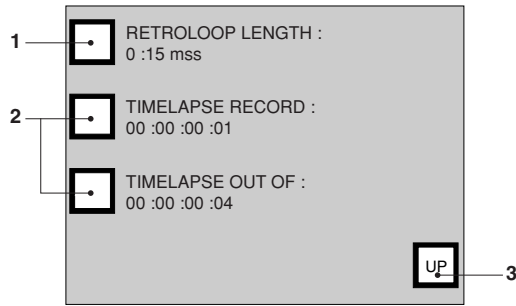 1
RETROLOOP LENGTH :
0 :15 mss
2
TIMELAPSE RECORD :
00 :00 :00 :01
TIMELAPSE OUT OF :
00 :00 :00 :04
UP
3